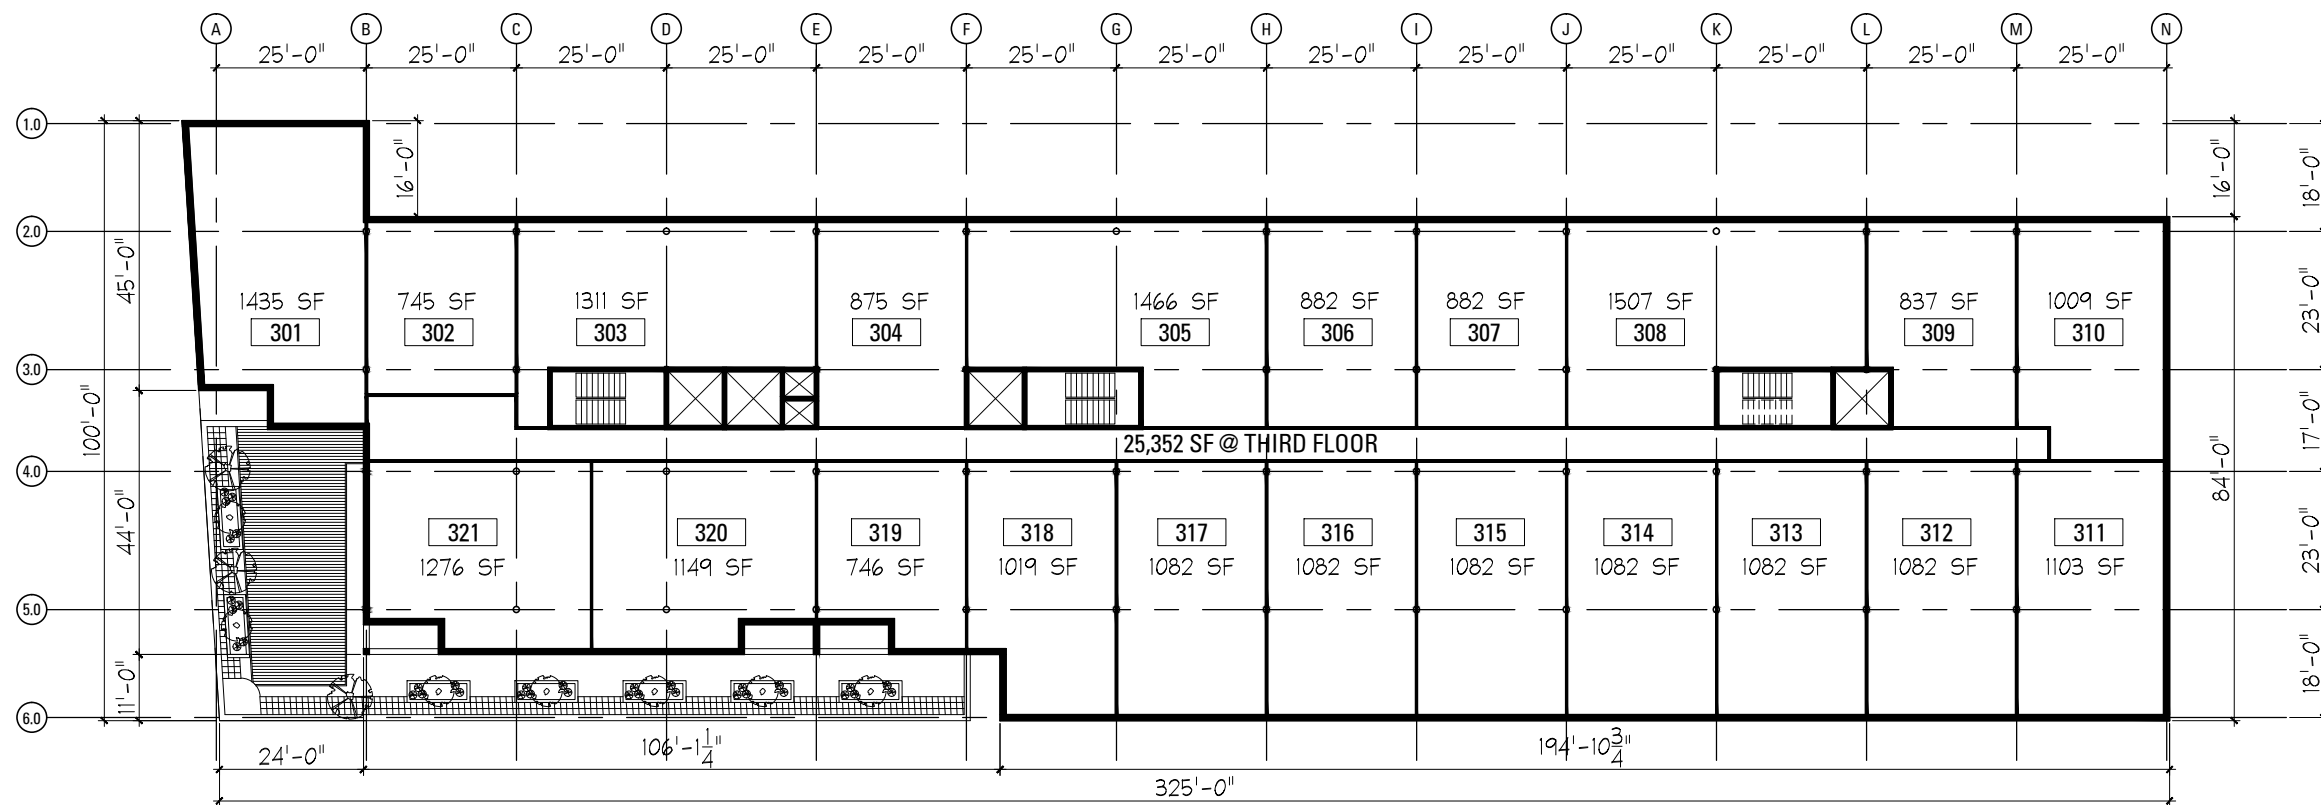 A B C D E F G H I J K L M N
25'-0" 25'-0" 25'-0" 25'-0" 25'-0" 25'-0" 25'-0" 25'-0" 25'-0" 25'-0" 25'-0" 25'-0" 25'-0"
1.0
16'-0"
16'-0"
18'-0"
2.0
45'-0"
1435 SF 745 SF 1311 SF 875 SF 1466 SF 882 SF 882 SF 1507 SF 837 SF 1009 SF
301 302 303 304 305 306 307 308 309 310
23'-0"
3.0
100'-0"
25,352 SF @ THIRD FLOOR
17'-0"
4.0
84'-0"
44'-0"
321 320 319 318 317 316 315 314 313 312 311
1276 SF 1149 SF 746 SF 1019 SF 1082 SF 1082 SF 1082 SF 1082 SF 1082 SF 1082 SF 1103 SF
23'-0"
5.0
11'-0"
18'-0"
6.0
24'-0" 106'-1 1/4" 194'-10 3/4"
325'-0"